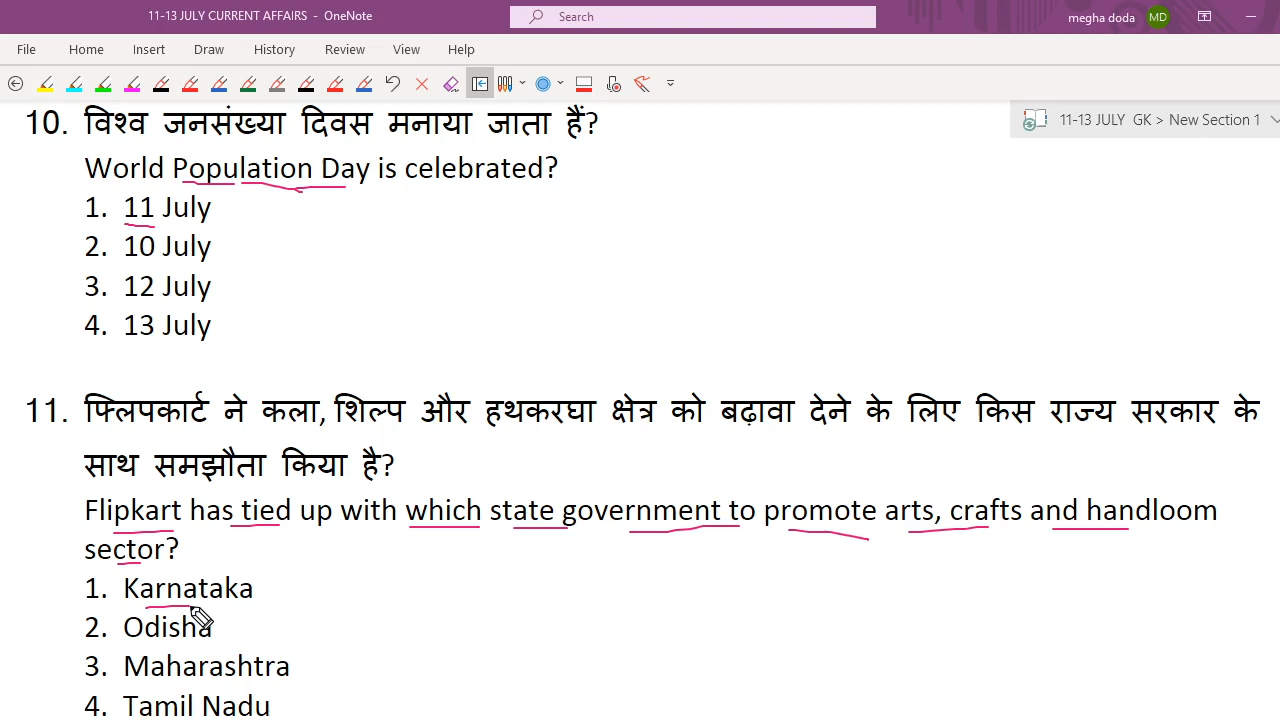 11-13 JULY CURRENT AFFAIRS - OneNote
Search
megha doda MD
File Home Insert Draw History Review View Help
11-13 JULY GK > New Section 1
10. विश्व जनसंख्या दिवस मनाया जाता हैं?
World Population Day is celebrated?
1. 11 July
2. 10 July
3. 12 July
4. 13 July
11. फ्लिपकार्ट ने कला, शिल्प और हथकरघा क्षेत्र को बढ़ावा देने के लिए किस राज्य सरकार के
साथ समझौता किया है?
Flipkart has tied up with which state government to promote arts, crafts and handloom
sector?
1. Karnataka
2. Odisha
3. Maharashtra
4. Tamil Nadu